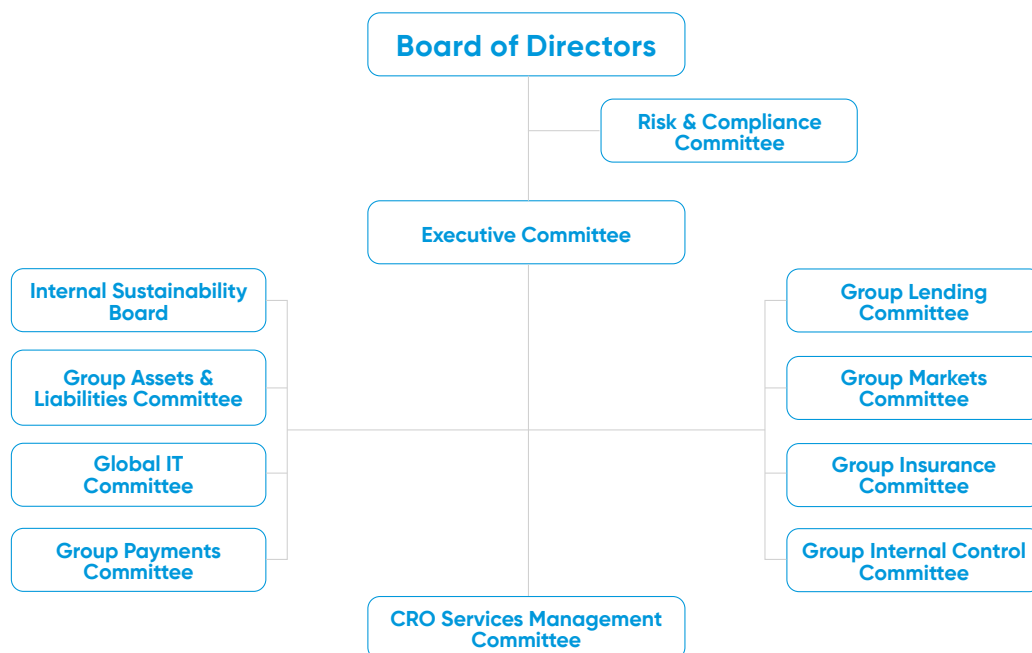 Board of Directors
Risk & Compliance
Committee
Executive Committee
Internal Sustainability
Board
Group Assets &
Liabilities Committee
Global IT
Committee
Group Payments
Committee
Group Lending
Committee
Group Markets
Committee
Group Insurance
Committee
Group Internal Control
Committee
CRO Services Management
Committee